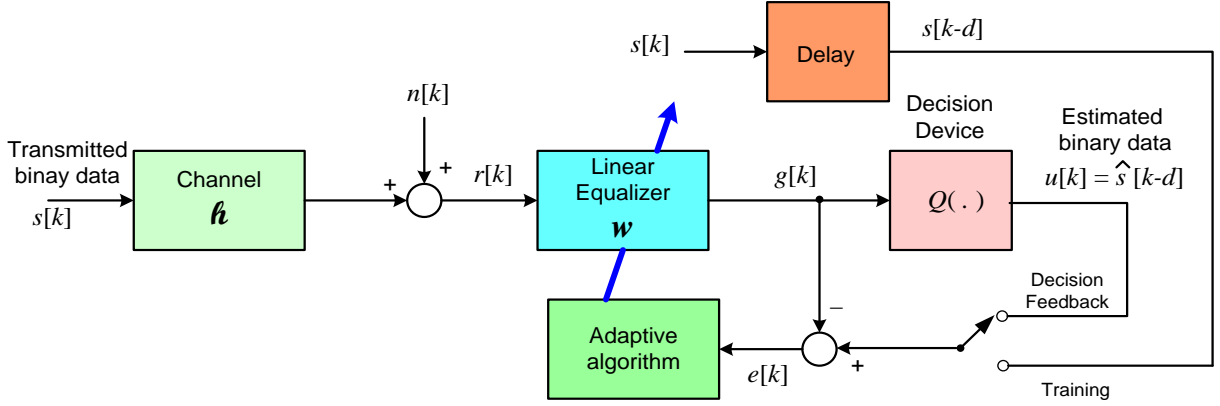 s[k]
Delay
s[k-d]
n[k]
Decision
Device
Estimated
binary data
u[k] = ŝ [k-d]
Transmitted
binay data
s[k]
Channel
h
+
+
r[k]
Linear
Equalizer
w
g[k]
Q( . )
Decision
Feedback
Adaptive
algorithm
e[k]
−
+
Training